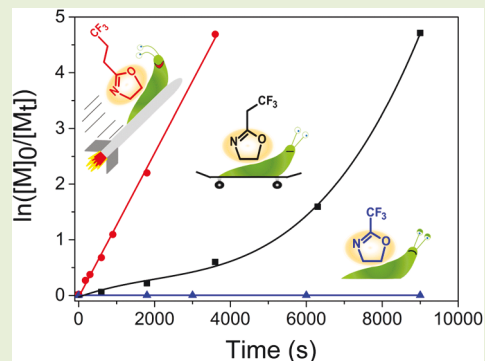 ln([M]0/[Mt])
5
4
3
2
1
0
0
2000
4000
6000
8000
10000
Time (s)
CF₃
N
O
CF₃
N
O
CF₃
N
O